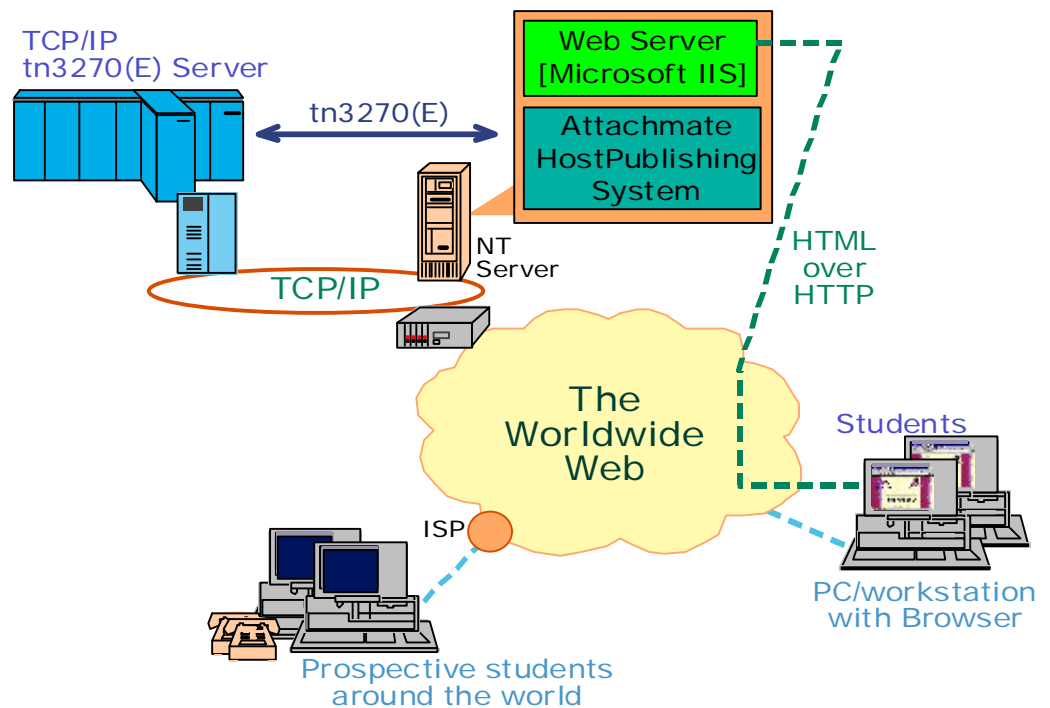 TCP/IP
tn3270(E) Server
tn3270(E)
Web Server
[Microsoft IIS]
Attachmate
HostPublishing
System
NT
Server
TCP/IP
HTML
over
HTTP
The
Worldwide
Web
Students
ISP
PC/workstation
with Browser
Prospective students
around the world